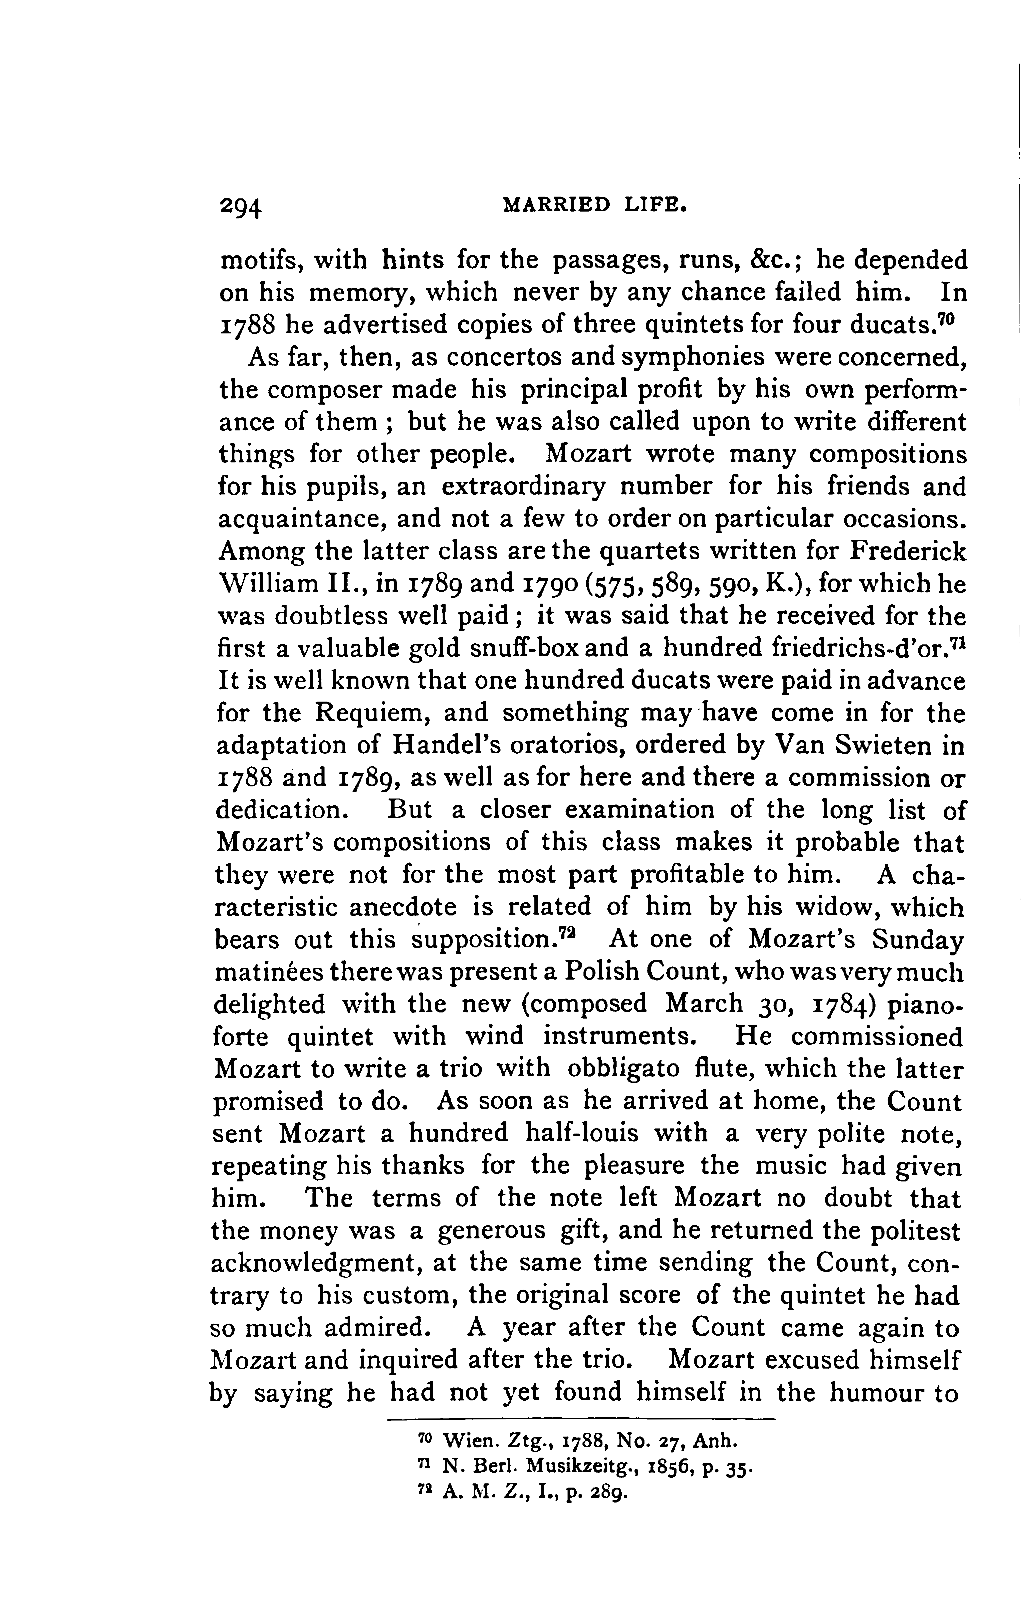 294 MARRIED LIFE.
motifs, with hints for the passages, runs, &c.; he depended
on his memory, which never by any chance failed him. In
1788 he advertised copies of three quintets for four ducats.⁷⁰
As far, then, as concertos and symphonies were concerned,
the composer made his principal profit by his own perform-
ance of them ; but he was also called upon to write different
things for other people. Mozart wrote many compositions
for his pupils, an extraordinary number for his friends and
acquaintance, and not a few to order on particular occasions.
Among the latter class are the quartets written for Frederick
William II., in 1789 and 1790 (575, 589, 590, K.), for which he
was doubtless well paid ; it was said that he received for the
first a valuable gold snuff-box and a hundred friedrichs-d'or.⁷¹
It is well known that one hundred ducats were paid in advance
for the Requiem, and something may have come in for the
adaptation of Handel's oratorios, ordered by Van Swieten in
1788 and 1789, as well as for here and there a commission or
dedication. But a closer examination of the long list of
Mozart's compositions of this class makes it probable that
they were not for the most part profitable to him. A cha-
racteristic anecdote is related of him by his widow, which
bears out this supposition.⁷² At one of Mozart's Sunday
matinées there was present a Polish Count, who was very much
delighted with the new (composed March 30, 1784) piano-
forte quintet with wind instruments. He commissioned
Mozart to write a trio with obbligato flute, which the latter
promised to do. As soon as he arrived at home, the Count
sent Mozart a hundred half-louis with a very polite note,
repeating his thanks for the pleasure the music had given
him. The terms of the note left Mozart no doubt that
the money was a generous gift, and he returned the politest
acknowledgment, at the same time sending the Count, con-
trary to his custom, the original score of the quintet he had
so much admired. A year after the Count came again to
Mozart and inquired after the trio. Mozart excused himself
by saying he had not yet found himself in the humour to
⁷⁰ Wien. Ztg., 1788, No. 27, Anh.
⁷¹ N. Berl. Musikzeitg., 1856, p. 35.
⁷² A. M. Z., I., p. 289.